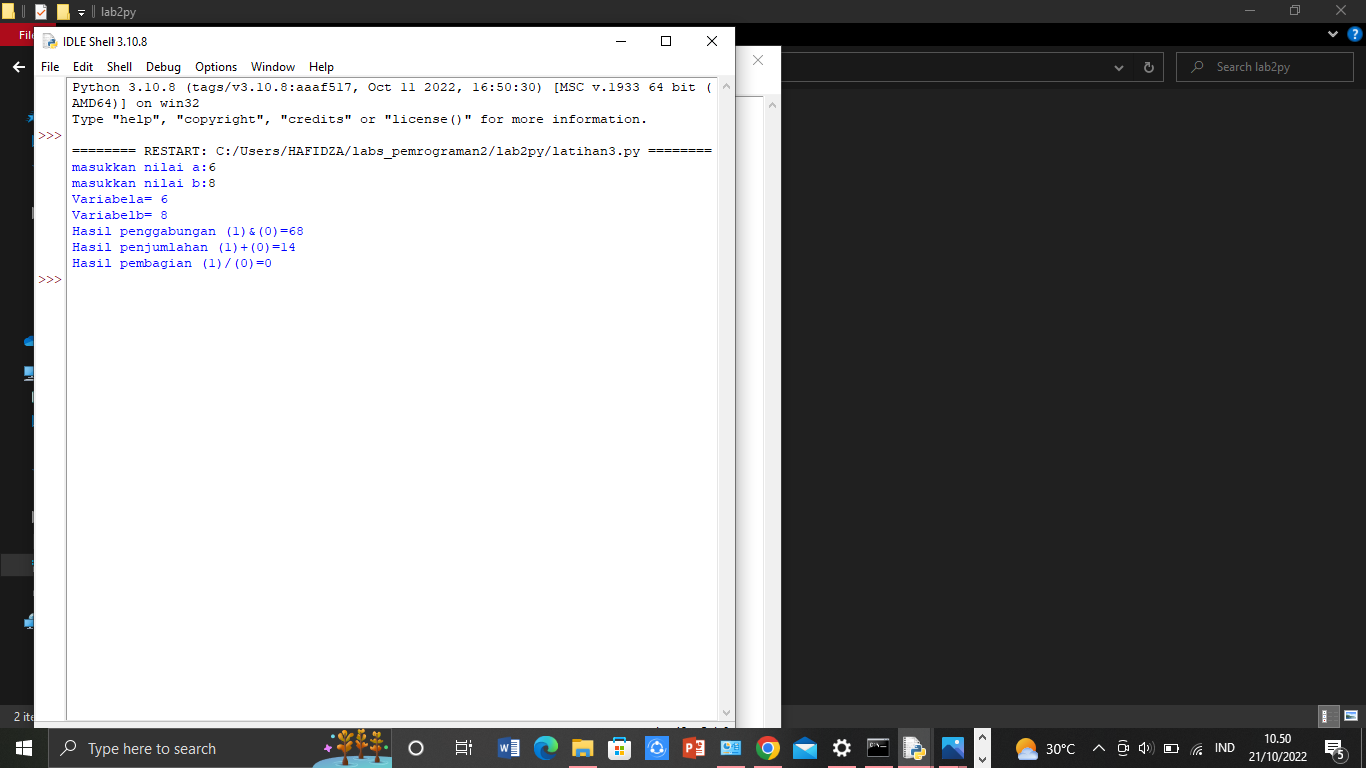 lab2py
File
IDLE Shell 3.10.8
File Edit Shell Debug Options Window Help
Search lab2py
Python 3.10.8 (tags/v3.10.8:aaaf517, Oct 11 2022, 16:50:30) [MSC v.1933 64 bit (
AMD64)] on win32
Type "help", "copyright", "credits" or "license()" for more information.
>>>
======== RESTART: C:/Users/HAFIDZA/labs_pemrograman2/lab2py/latihan3.py ========
masukkan nilai a:6
masukkan nilai b:8
Variabela= 6
Variabelb= 8
Hasil penggabungan (1)&(0)=68
Hasil penjumlahan (1)+(0)=14
Hasil pembagian (1)/(0)=0
>>>
2 ite
Type here to search
30°C
IND
10.50
21/10/2022
5